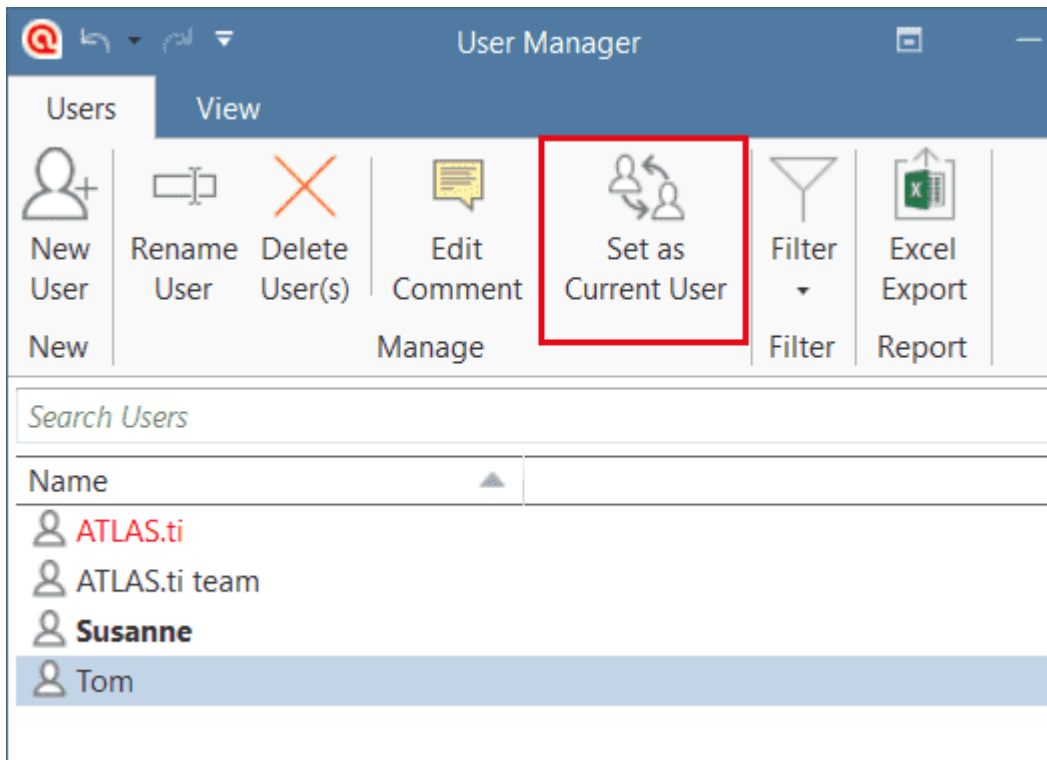 User Manager
Users View
New User
Rename User
Delete User(s)
Edit Comment
Set as Current User
Filter
Excel Export
New Manage Filter Report
Search Users
Name
ATLAS.ti
ATLAS.ti team
Susanne
Tom